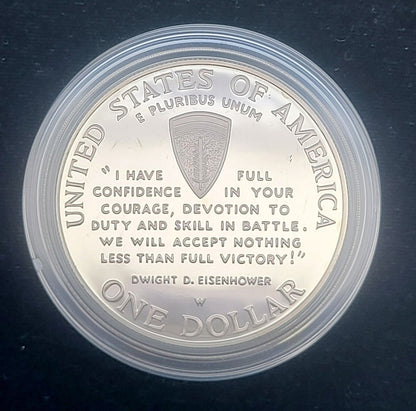 UNITED STATES OF AMERICA
E PLURIBUS UNUM
"I HAVE FULL
CONFIDENCE IN YOUR
COURAGE, DEVOTION TO
DUTY AND SKILL IN BATTLE.
WE WILL ACCEPT NOTHING
LESS THAN FULL VICTORY!"
DWIGHT D. EISENHOWER
W
ONE DOLLAR